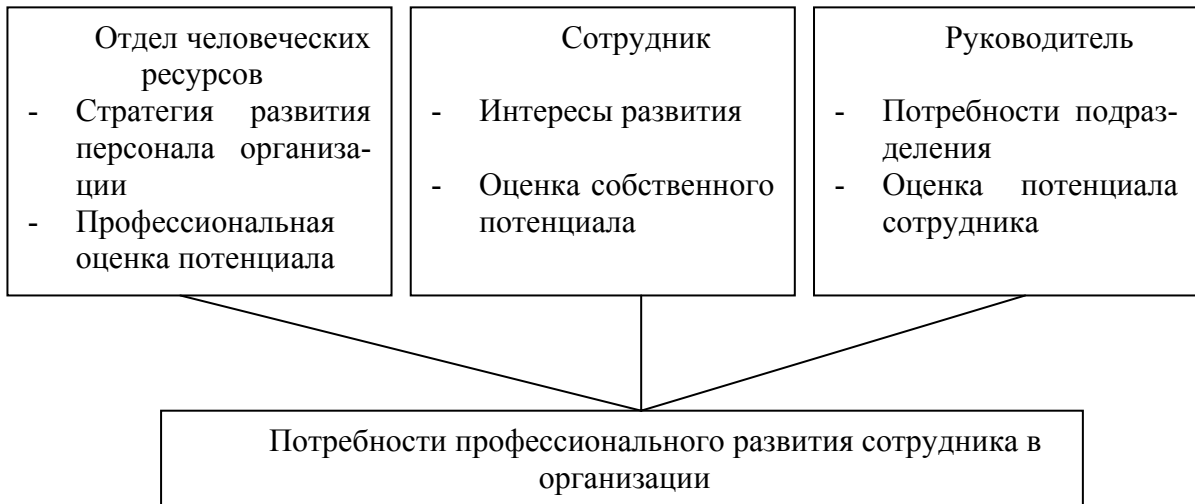 Отдел человеческих
ресурсов
- Стратегия развития
персонала организа-
ции
- Профессиональная
оценка потенциала
Сотрудник
- Интересы развития
- Оценка собственного
потенциала
Руководитель
- Потребности подраз-
деления
- Оценка потенциала
сотрудника
Потребности профессионального развития сотрудника в
организации